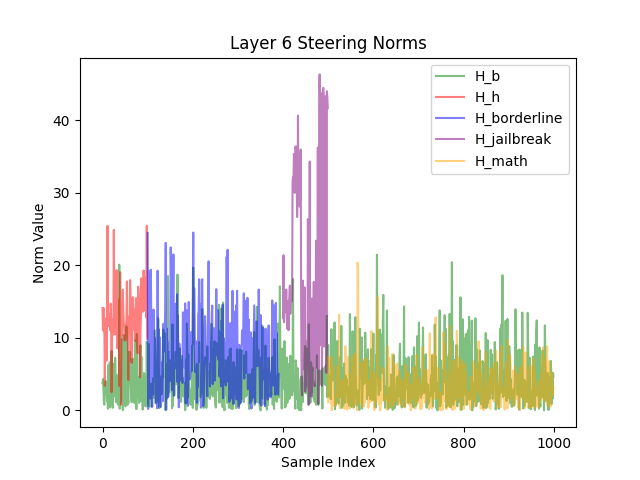 Layer 6 Steering Norms
H_b
H_h
H_borderline
H_jailbreak
H_math
Norm Value
40
30
20
10
0
0 200 400 600 800 1000
Sample Index